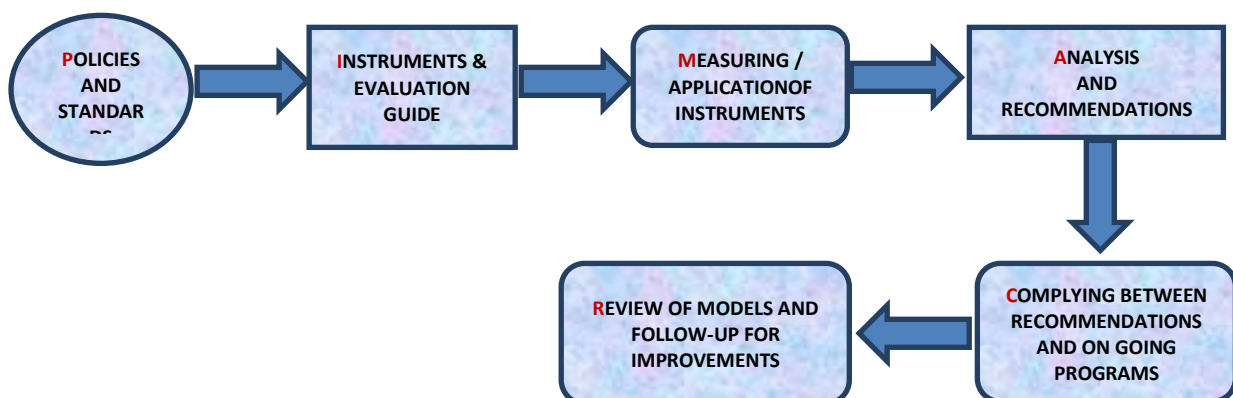 POLICIES
AND
STANDAR
DS
INSTRUMENTS &
EVALUATION
GUIDE
MEASURING /
APPLICATIONOF
INSTRUMENTS
ANALYSIS
AND
RECOMMENDATIONS
COMPLYING BETWEEN
RECOMMENDATIONS
AND ON GOING
PROGRAMS
REVIEW OF MODELS AND
FOLLOW-UP FOR
IMPROVEMENTS